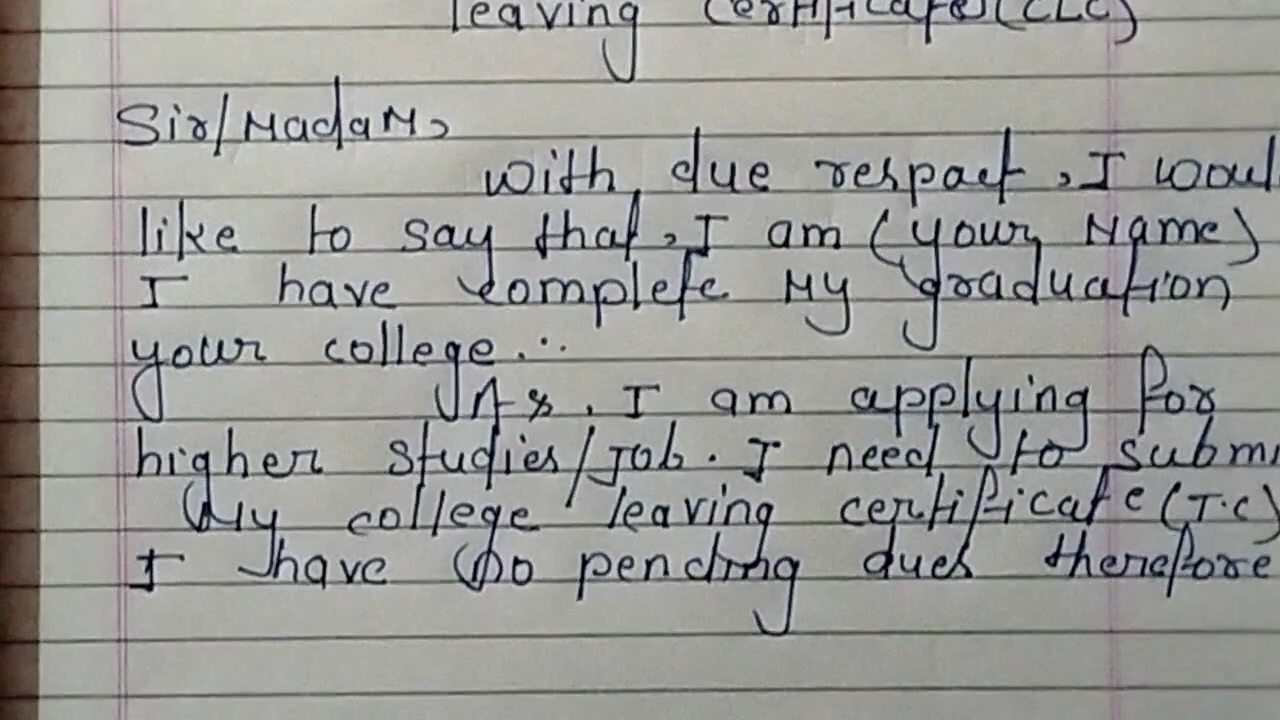 leaving certificate (CLC)
Sir/Madam,
with due respact, I woul
like to say that, I am (your Name)
I have complete My graduation
your college...
As, I am applying for
higher studies/Job. I need to submi
My college leaving certificate (T.C)
I have no pending dues therefore